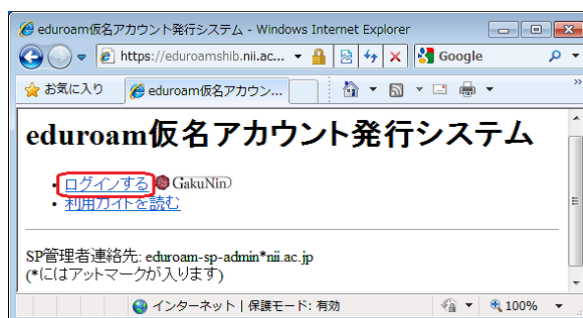 eduroam仮名アカウント発行システム - Windows Internet Explorer
https://eduroamshib.nii.ac...
Google
お気に入り
eduroam仮名アカウン...
eduroam仮名アカウント発行システム
• ログインする GakuNin
• 利用ガイドを読む
SP管理者連絡先: eduroam-sp-admin*nii.ac.jp
(*にはアットマークが入ります)
インターネット | 保護モード: 有効
100%